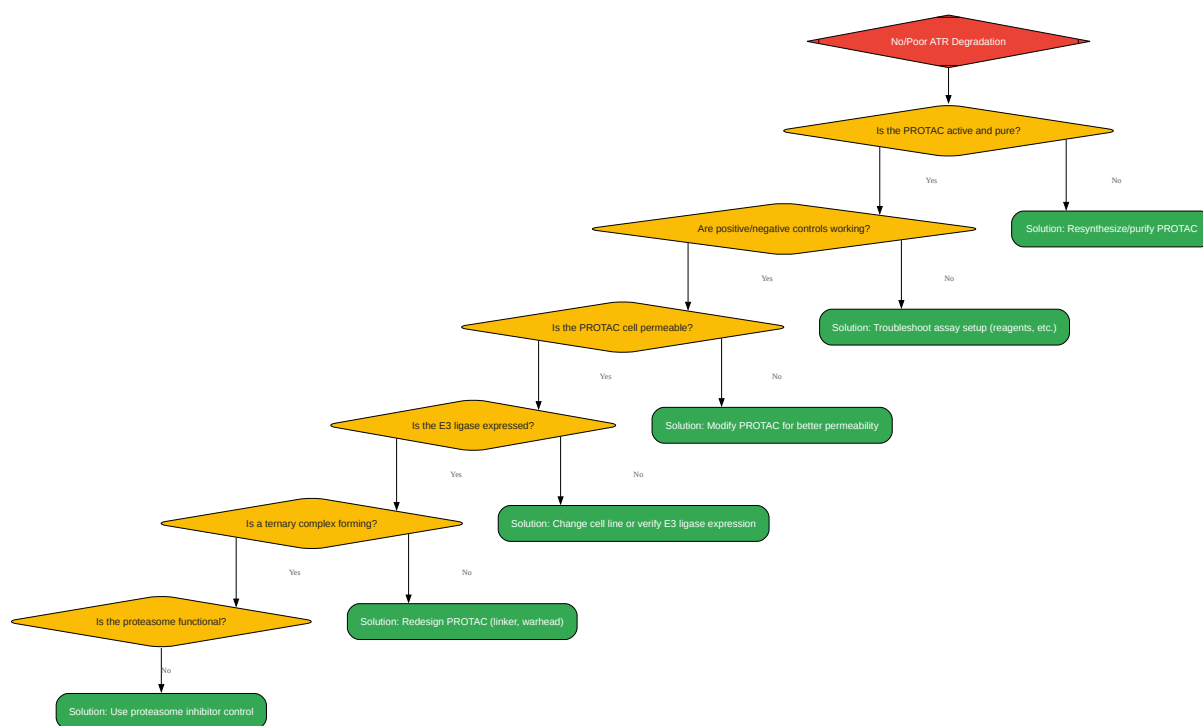 No/Poor ATR Degradation
Is the PROTAC active and pure?
Yes
No
Are positive/negative controls working?
Solution: Resynthesize/purify PROTAC
Yes
No
Is the PROTAC cell permeable?
Solution: Troubleshoot assay setup (reagents, etc.)
Yes
No
Is the E3 ligase expressed?
Solution: Modify PROTAC for better permeability
Yes
No
Is a ternary complex forming?
Solution: Change cell line or verify E3 ligase expression
Yes
No
Is the proteasome functional?
Solution: Redesign PROTAC (linker, warhead)
No
Solution: Use proteasome inhibitor control